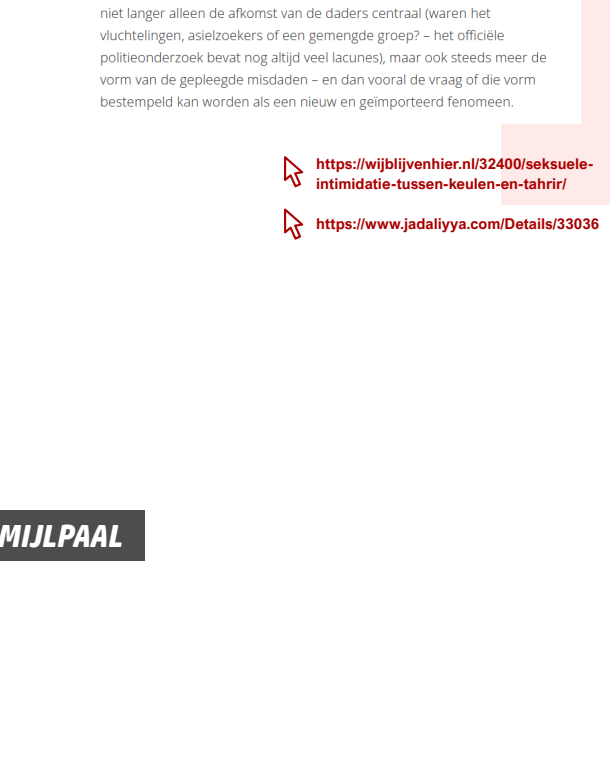 niet langer alleen de afkomst van de daders centraal (waren het
vluchtelingen, asielzoekers of een gemengde groep? – het officiële
politieonderzoek bevat nog altijd veel lacunes), maar ook steeds meer de
vorm van de gepleegde misdaden – en dan vooral de vraag of die vorm
bestempeld kan worden als een nieuw en geïmporteerd fenomeen.
https://wijblijvenhier.nl/32400/seksuele-
intimidatie-tussen-keulen-en-tahrir/
https://www.jadaliyya.com/Details/33036
MIJLPAAL